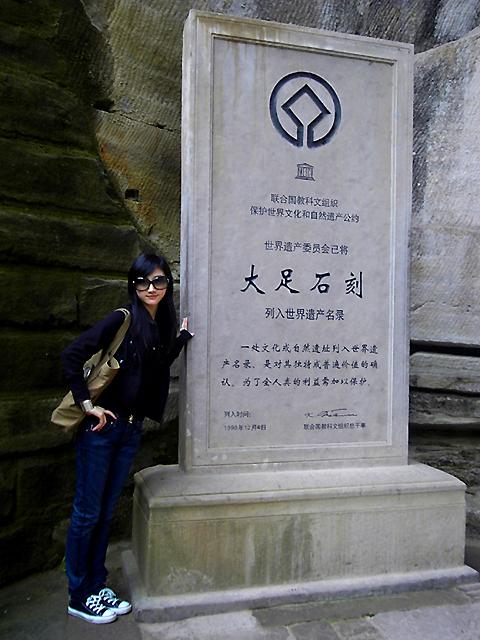 联合国教科文组织
保护世界文化和自然遗产公约
世界遗产委员会已将
大足石刻
列入世界遗产名录
一处文化或自然遗址列入世界遗
产名录、是对其独特或普遍价值的确
认。为了全人类的利益需加以保护。
列入时间:
1999年12月4日
联合国教科文组织总干事